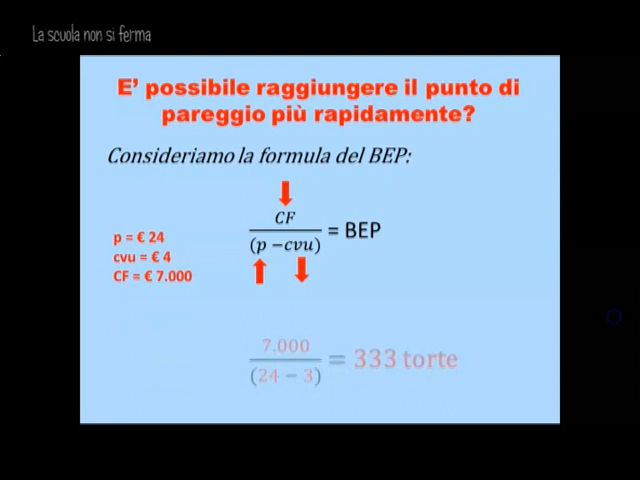 La scuola non si ferma
E' possibile raggiungere il punto di
pareggio più rapidamente?
Consideriamo la formula del BEP:
CF
(p −cvu)
= BEP
p = € 24
cvu = € 4
CF = € 7.000
7.000
(24 − 3)
= 333 torte